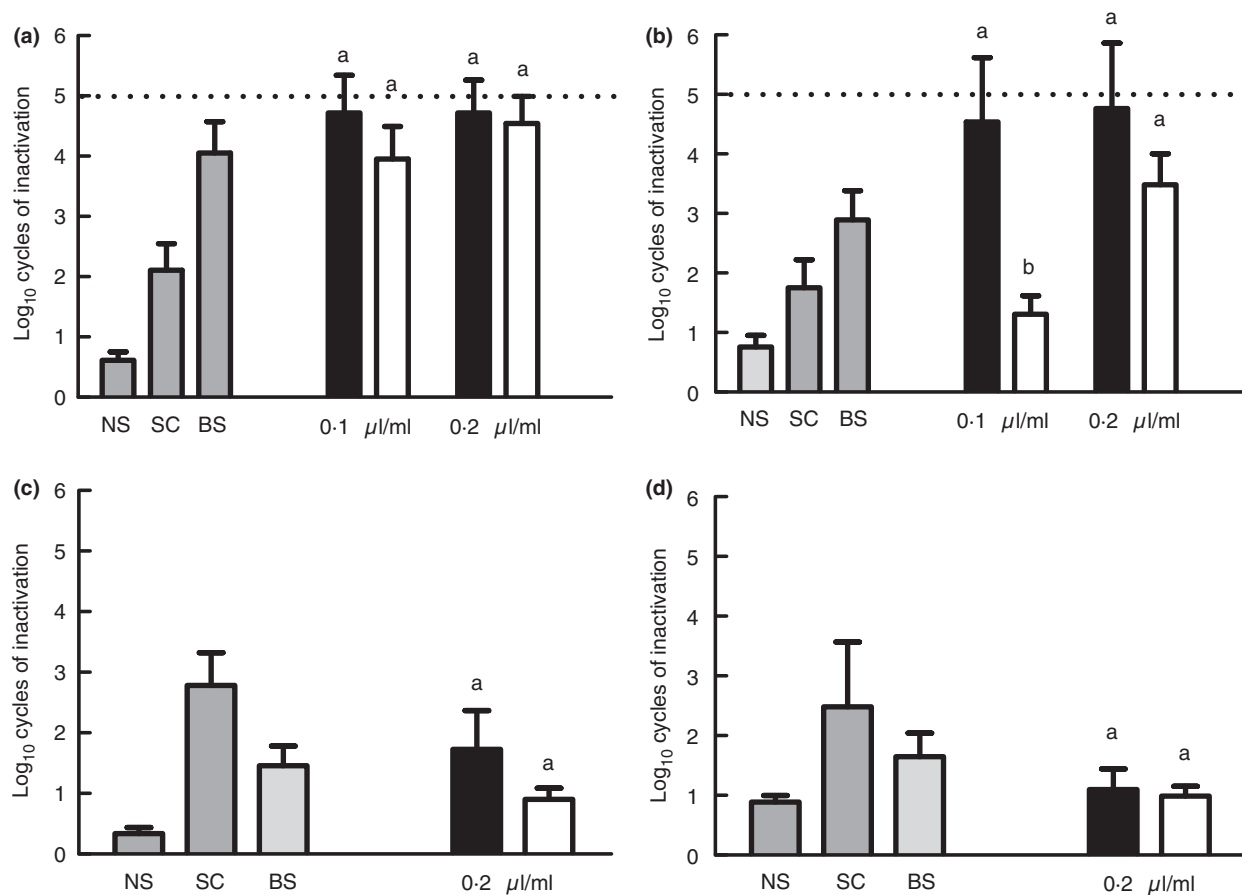 (a)
Log10 cycles of inactivation
6
5
4
3
2
1
0
a
a
a
a
NS SC BS 0·1 µl/ml 0·2 µl/ml
(b)
Log10 cycles of inactivation
6
5
4
3
2
1
0
a
b
a
a
NS SC BS 0·1 µl/ml 0·2 µl/ml
(c)
Log10 cycles of inactivation
6
5
4
3
2
1
0
a
a
NS SC BS 0·2 µl/ml
(d)
Log10 cycles of inactivation
6
5
4
3
2
1
0
a
a
NS SC BS 0·2 µl/ml